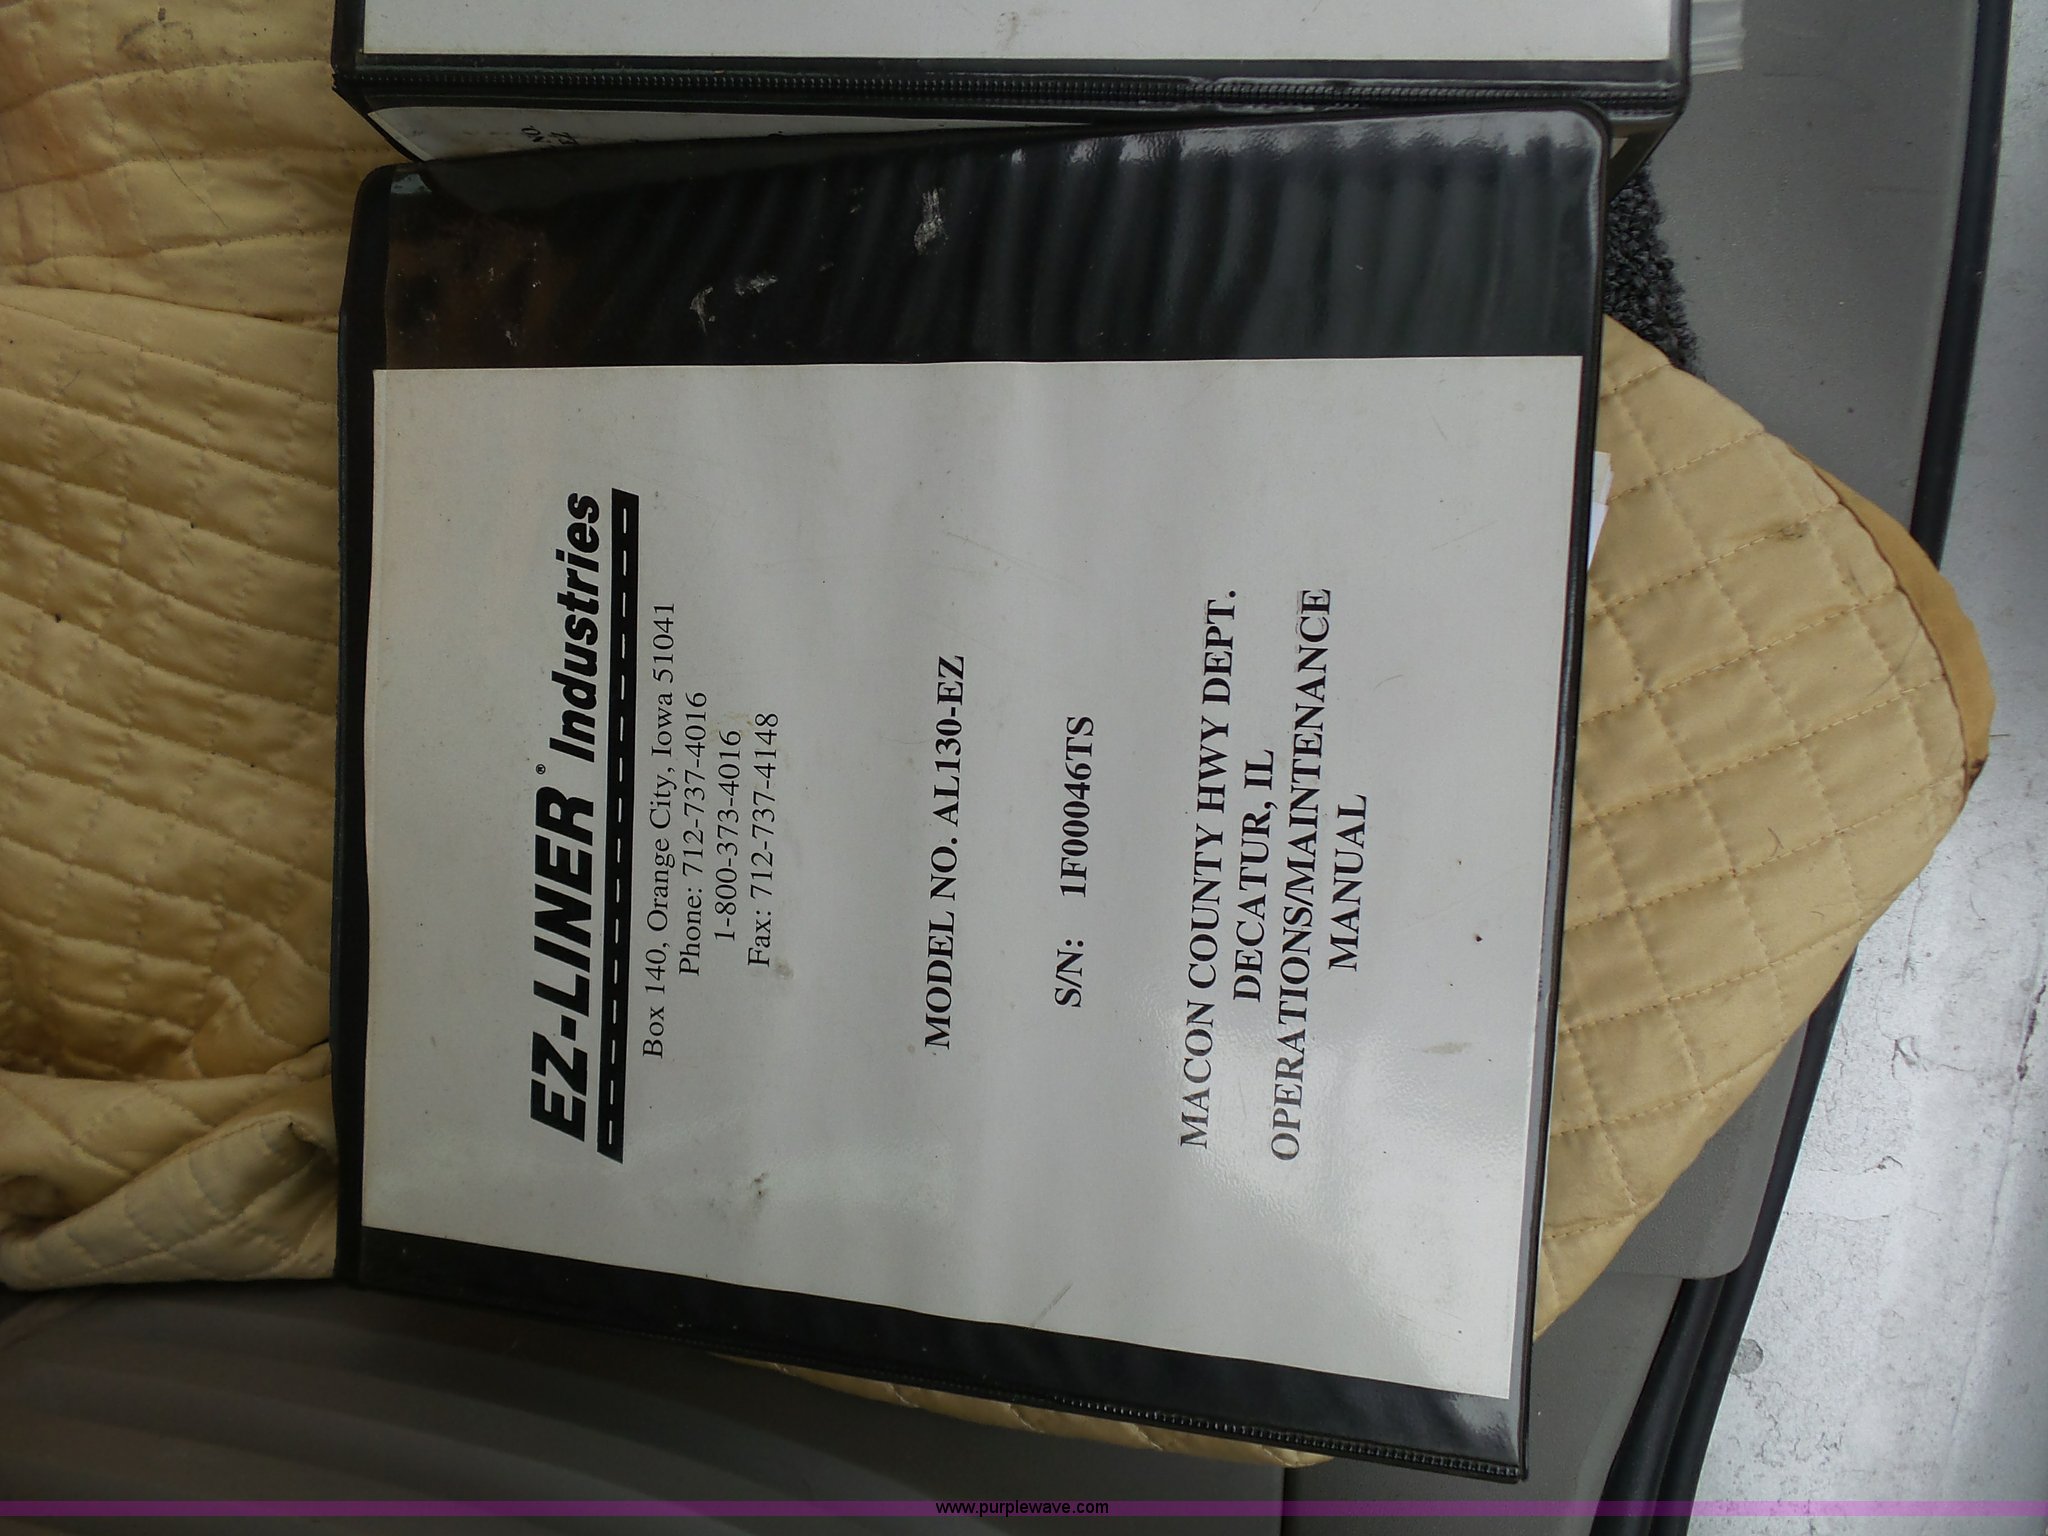 EZ-LINER® Industries
Box 140, Orange City, Iowa 51041
Phone: 712-737-4016
1-800-373-4016
Fax: 712-737-4148
MODEL NO. AL130-EZ
S/N: 1F00046TS
MACON COUNTY HWY DEPT.
DECATUR, IL
OPERATIONS/MAINTENANCE
MANUAL
NO.
EZ
www.purplewave.com